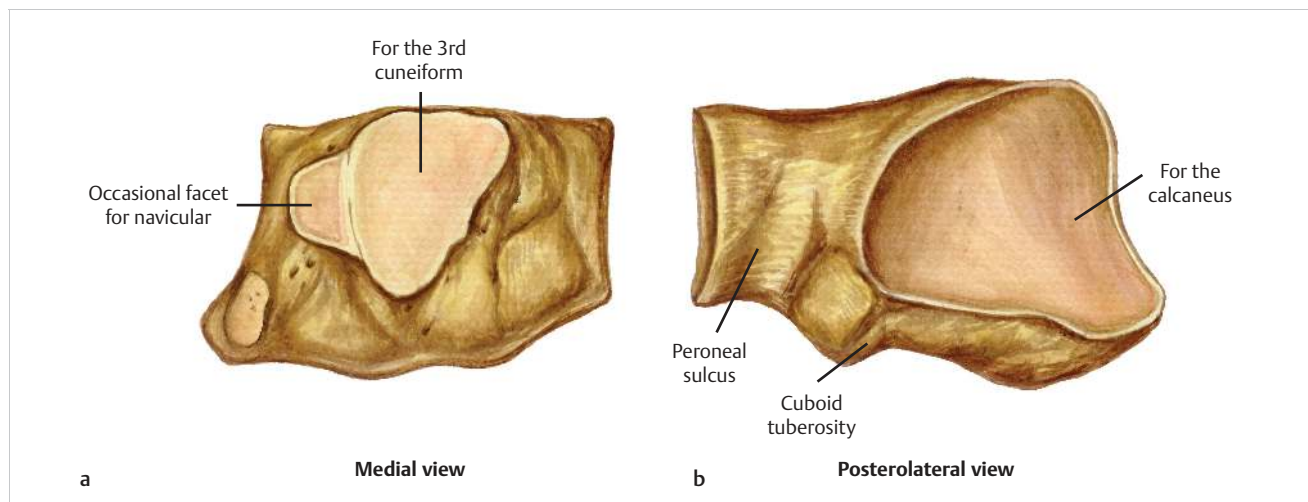 For the 3rd
cuneiform
Occasional facet
for navicular
For the
calcaneus
Peroneal
sulcus
Cuboid
tuberosity
a
Medial view
b
Posterolateral view